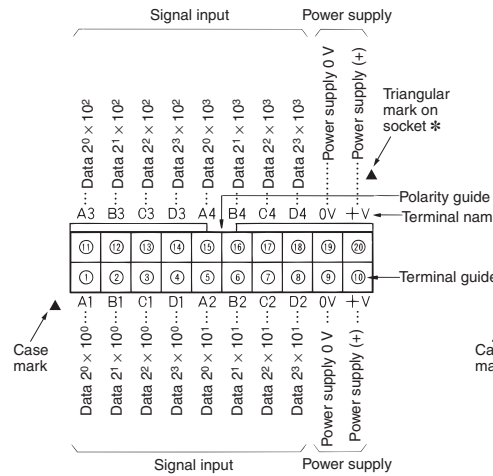 Signal input Power supply
Data 2⁰ × 10²
Data 2¹ × 10²
Data 2² × 10²
Data 2³ × 10²
Data 2⁰ × 10³
Data 2¹ × 10³
Data 2² × 10³
Data 2³ × 10³
Power supply 0 V
Power supply (+)
Triangular
mark on
socket *
Polarity guide
A3 B3 C3 D3 A4 B4 C4 D4 0V +V
Terminal nam
⑪ ⑫ ⑬ ⑭ ⑮ ⑯ ⑰ ⑱ ⑲ ⑳
① ② ③ ④ ⑤ ⑥ ⑦ ⑧ ⑨ ⑩
Terminal guide
A1 B1 C1 D1 A2 B2 C2 D2 0V +V
Case
mark
Data 2⁰ × 10⁰
Data 2¹ × 10⁰
Data 2² × 10⁰
Data 2³ × 10⁰
Data 2⁰ × 10¹
Data 2¹ × 10¹
Data 2² × 10¹
Data 2³ × 10¹
Power supply 0 V
Power supply (+)
Ca
ma
Signal input Power supply